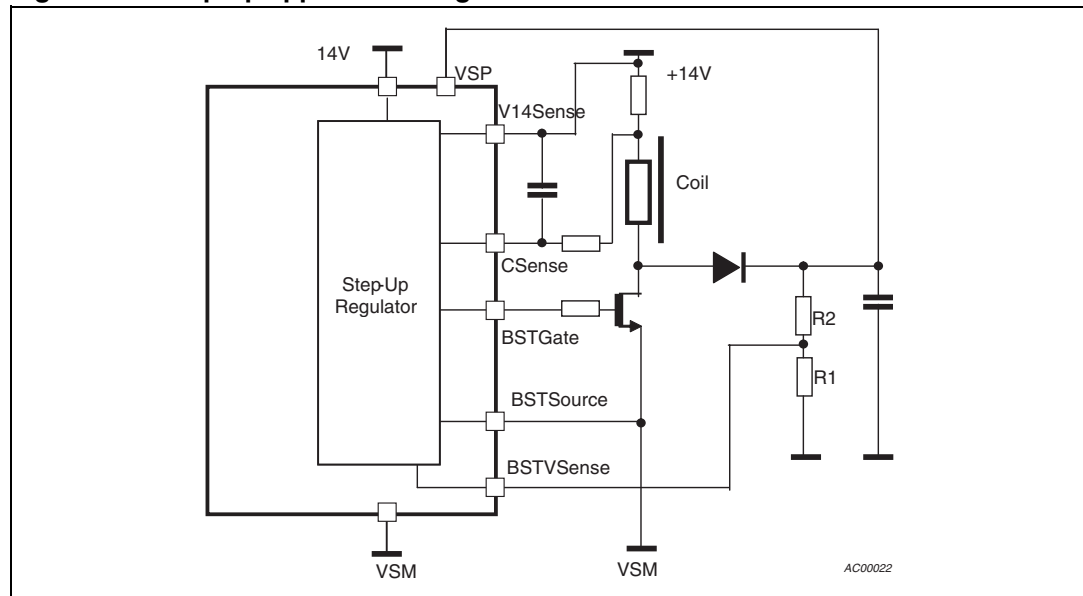 14V
VSP
+14V
V14Sense
Coil
CSense
Step-Up
Regulator
R2
BSTGate
R1
BSTSource
BSTVSense
VSM
VSM
AC00022